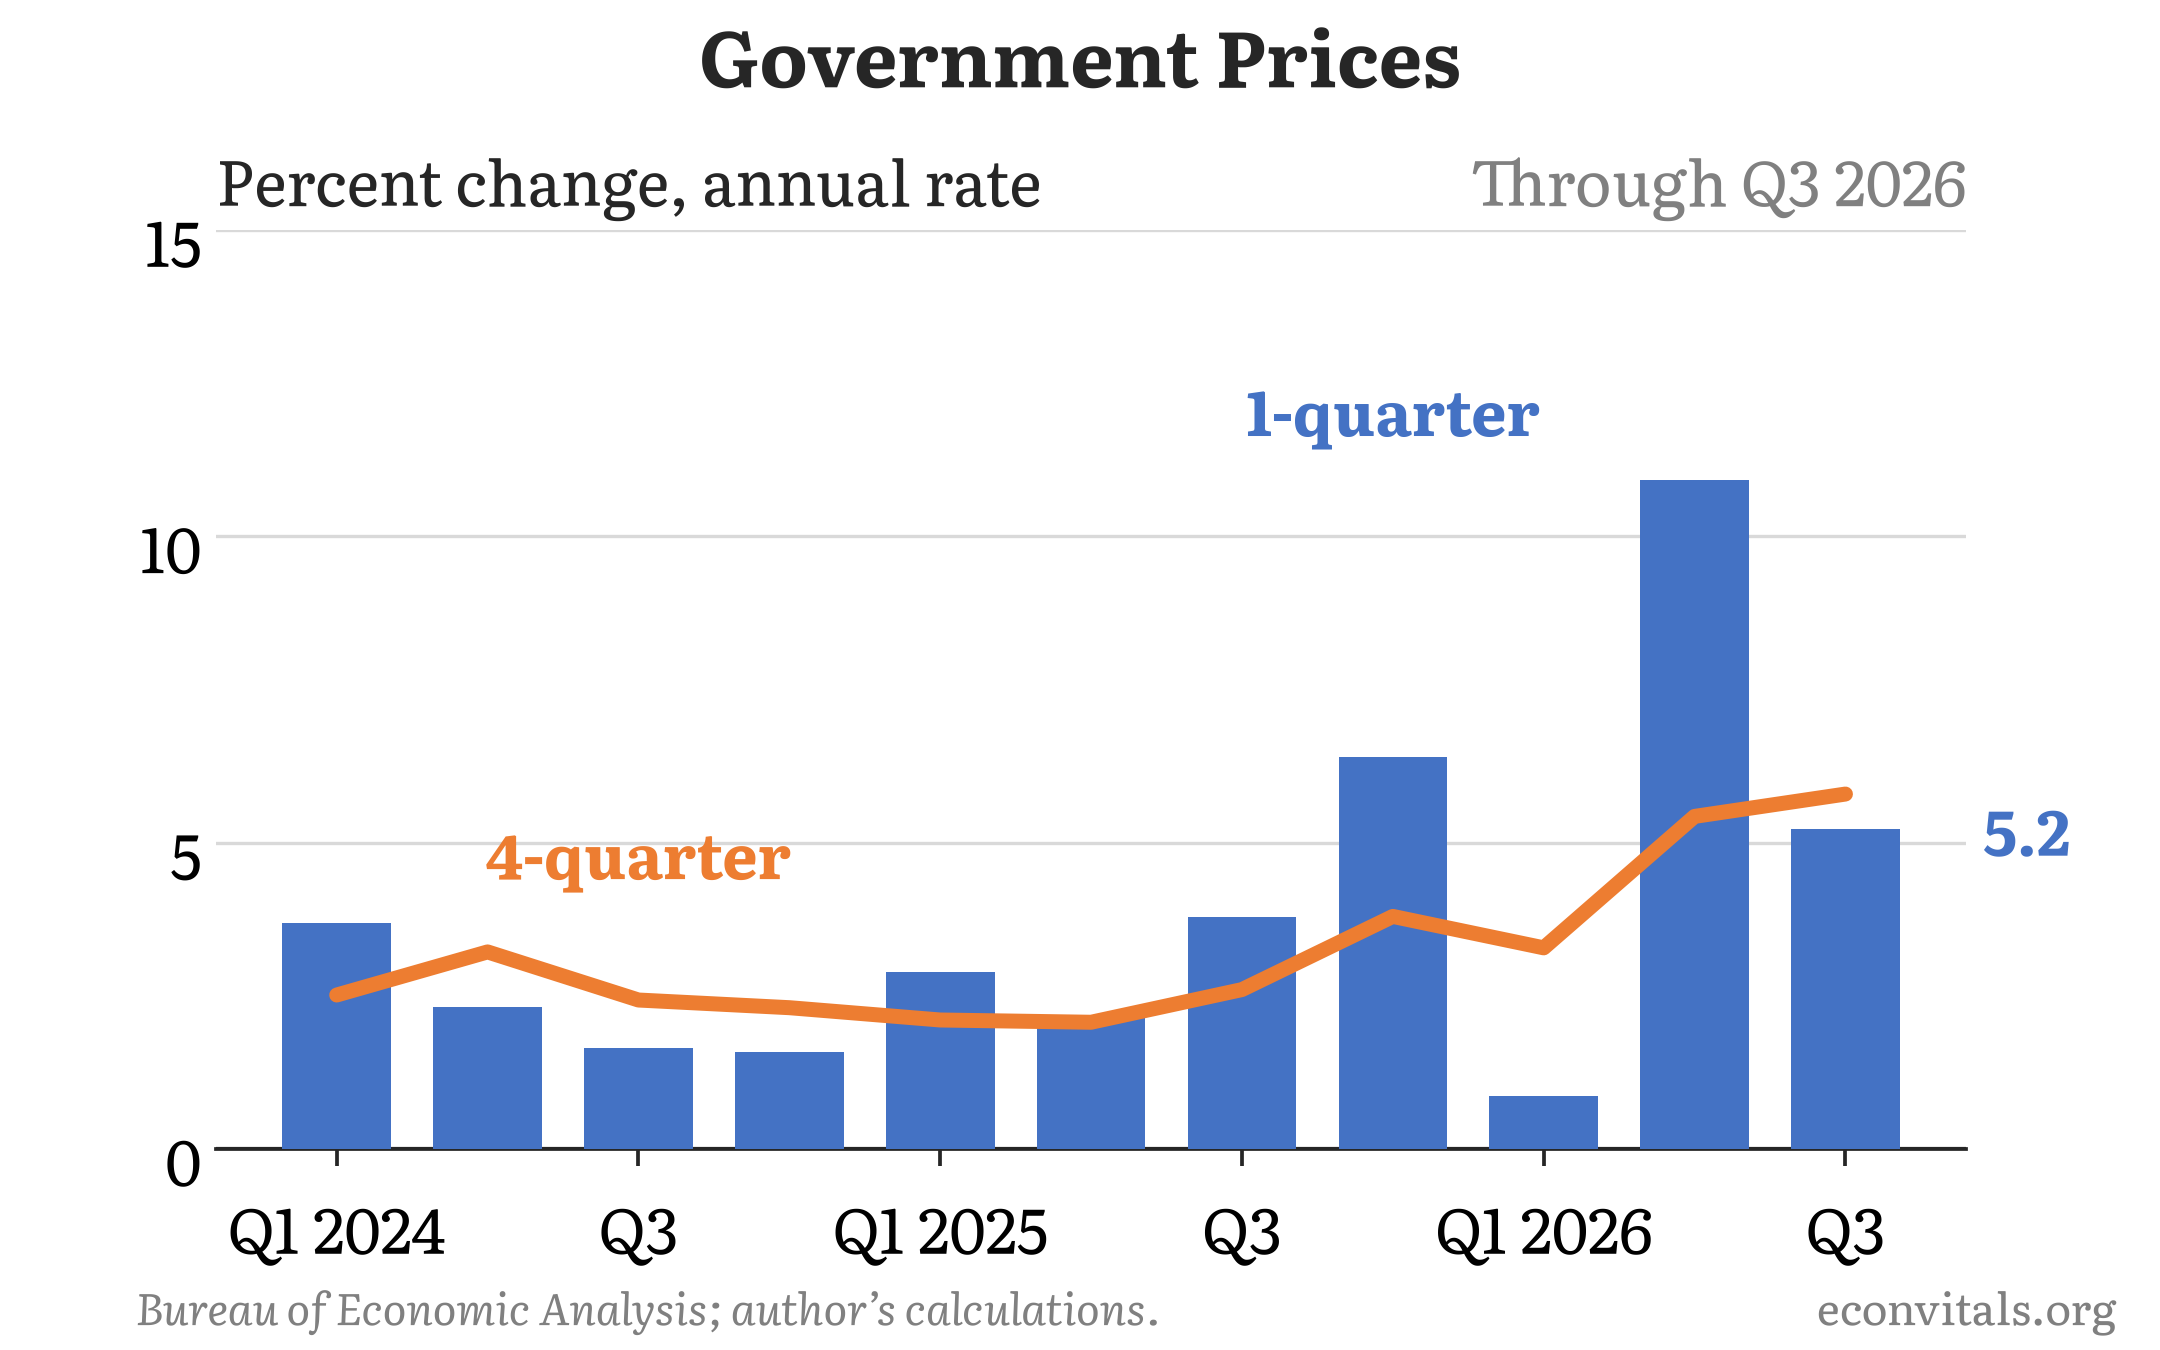 Government Prices
Percent change, annual rate
Through Q3 2026
15
1-quarter
10
5
4-quarter
5.2
0
Q1 2024 Q3 Q1 2025 Q3 Q1 2026 Q3
Bureau of Economic Analysis; author’s calculations.
econvitals.org